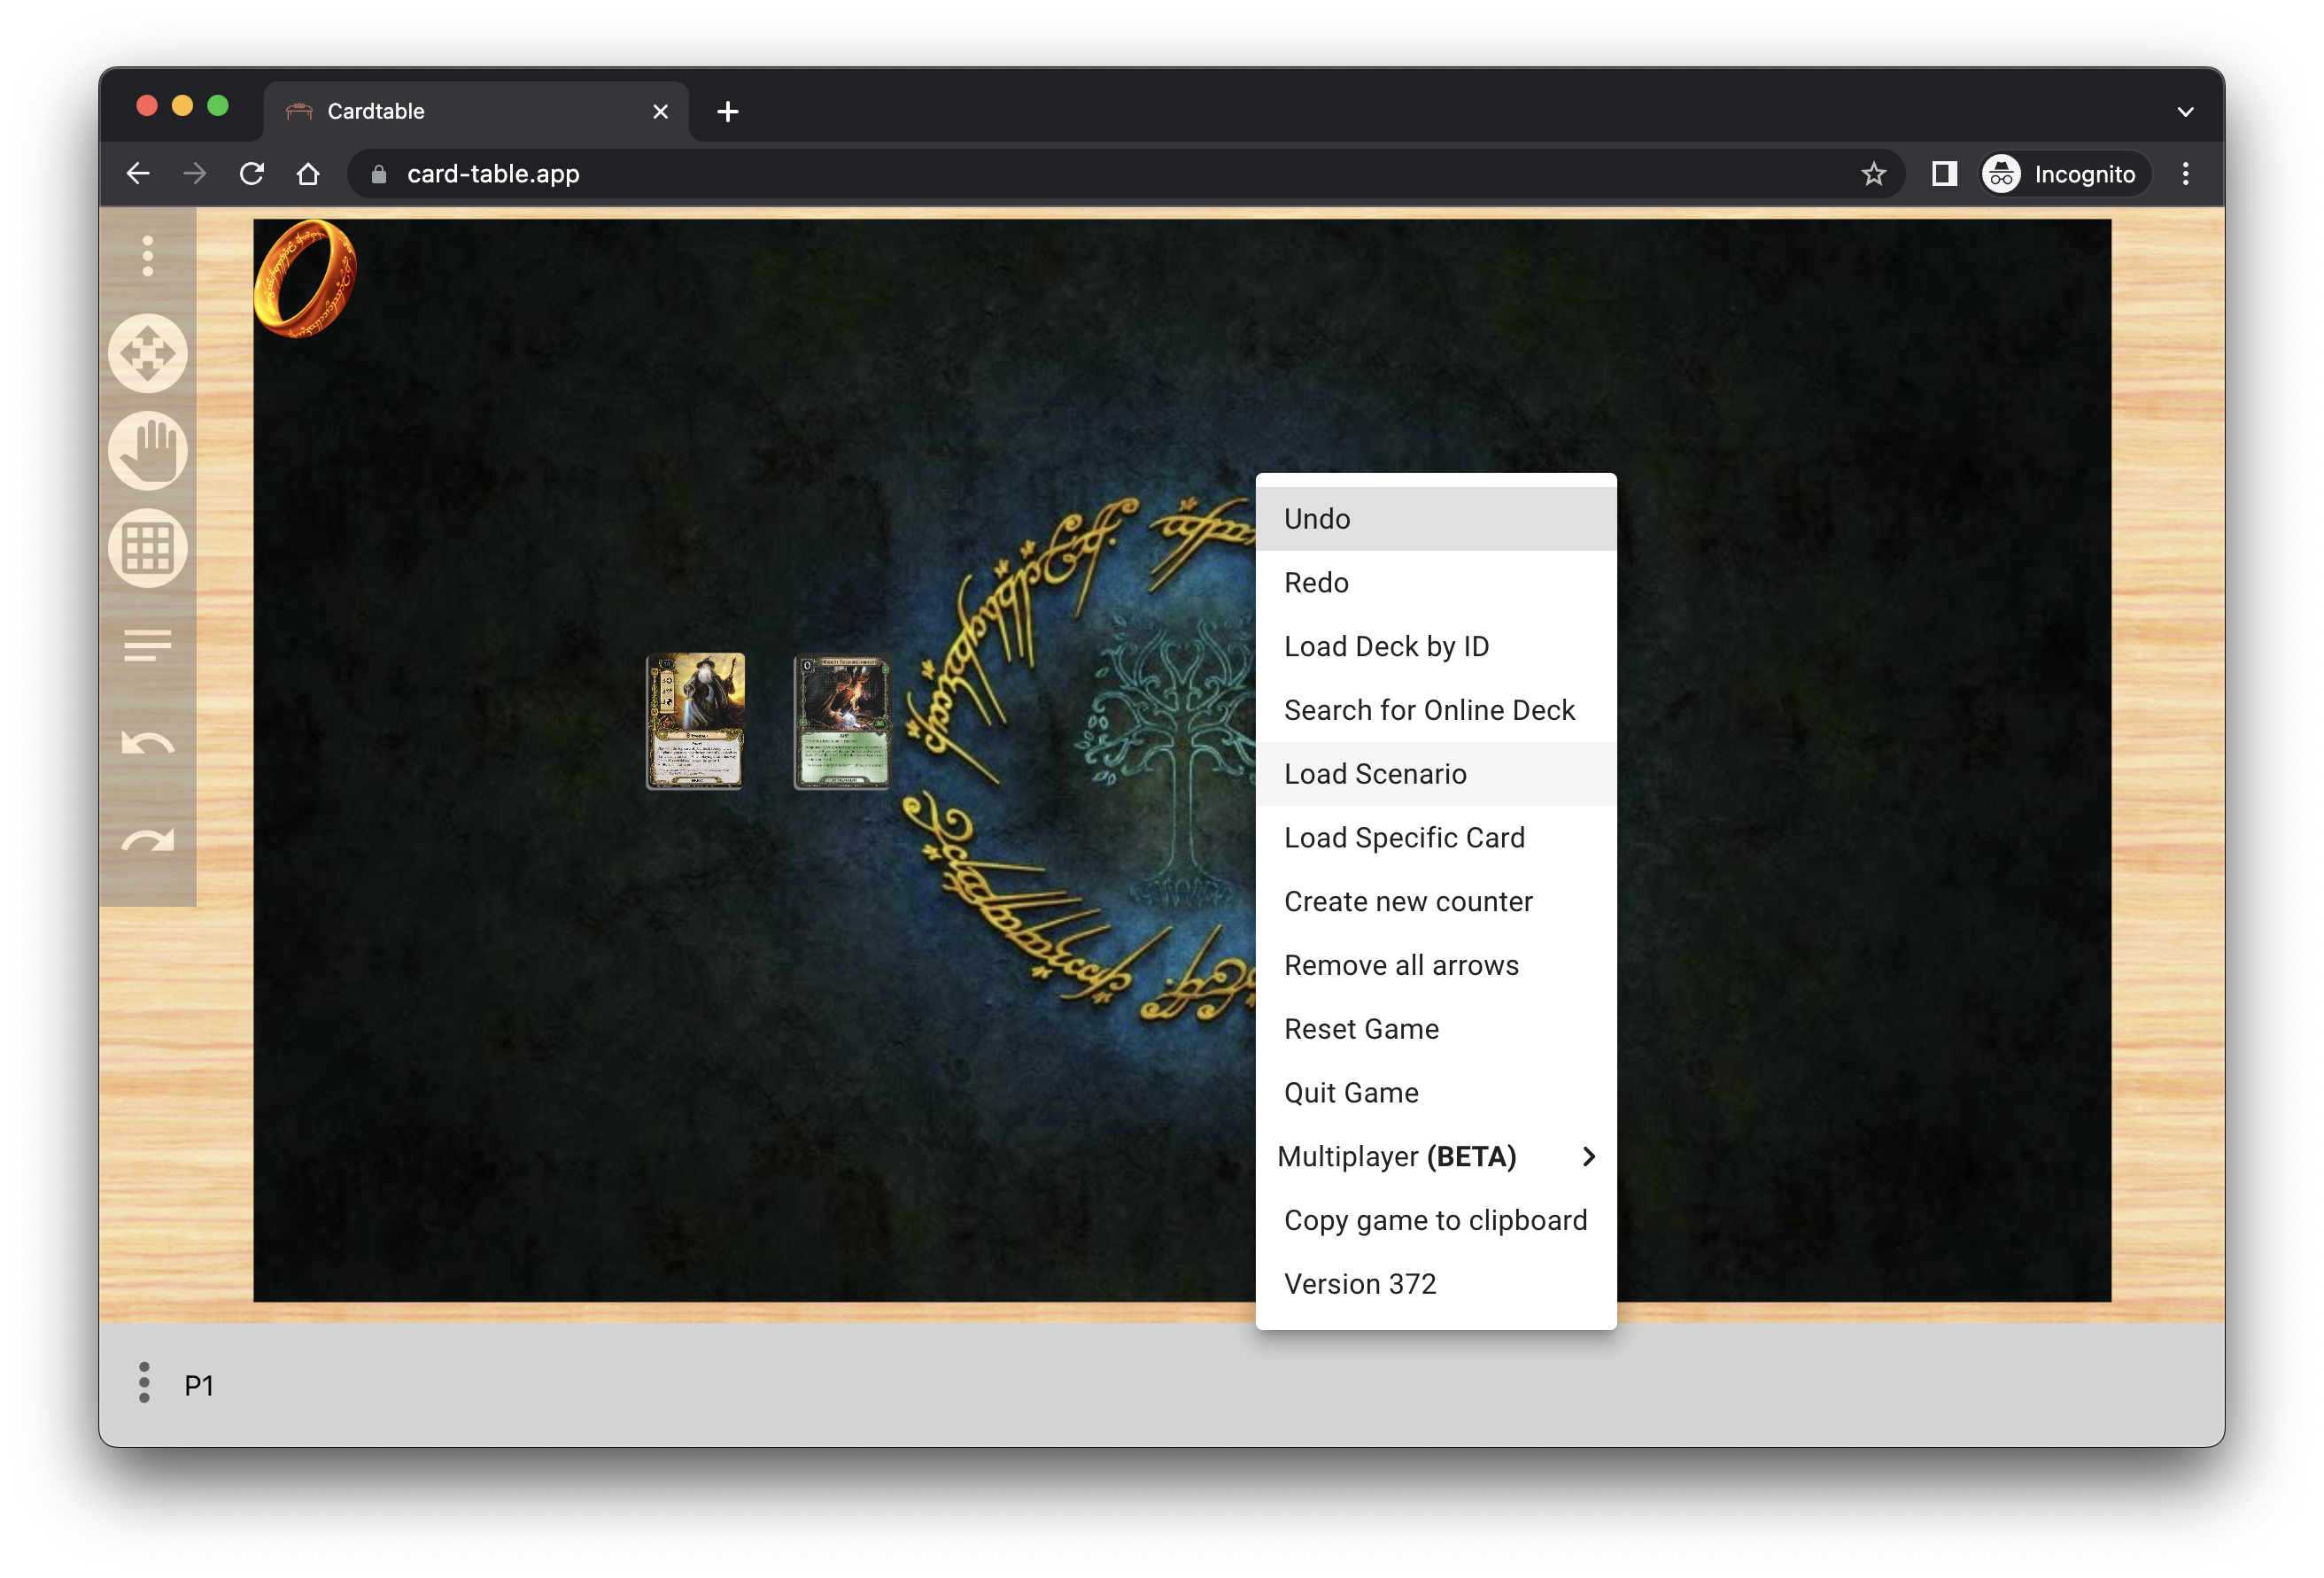 Cardtable
card-table.app
Incognito
0
Undo
Redo
Load Deck by ID
Search for Online Deck
Load Scenario
Load Specific Card
Create new counter
Remove all arrows
Reset Game
Quit Game
Multiplayer (BETA)
Copy game to clipboard
Version 372
P1